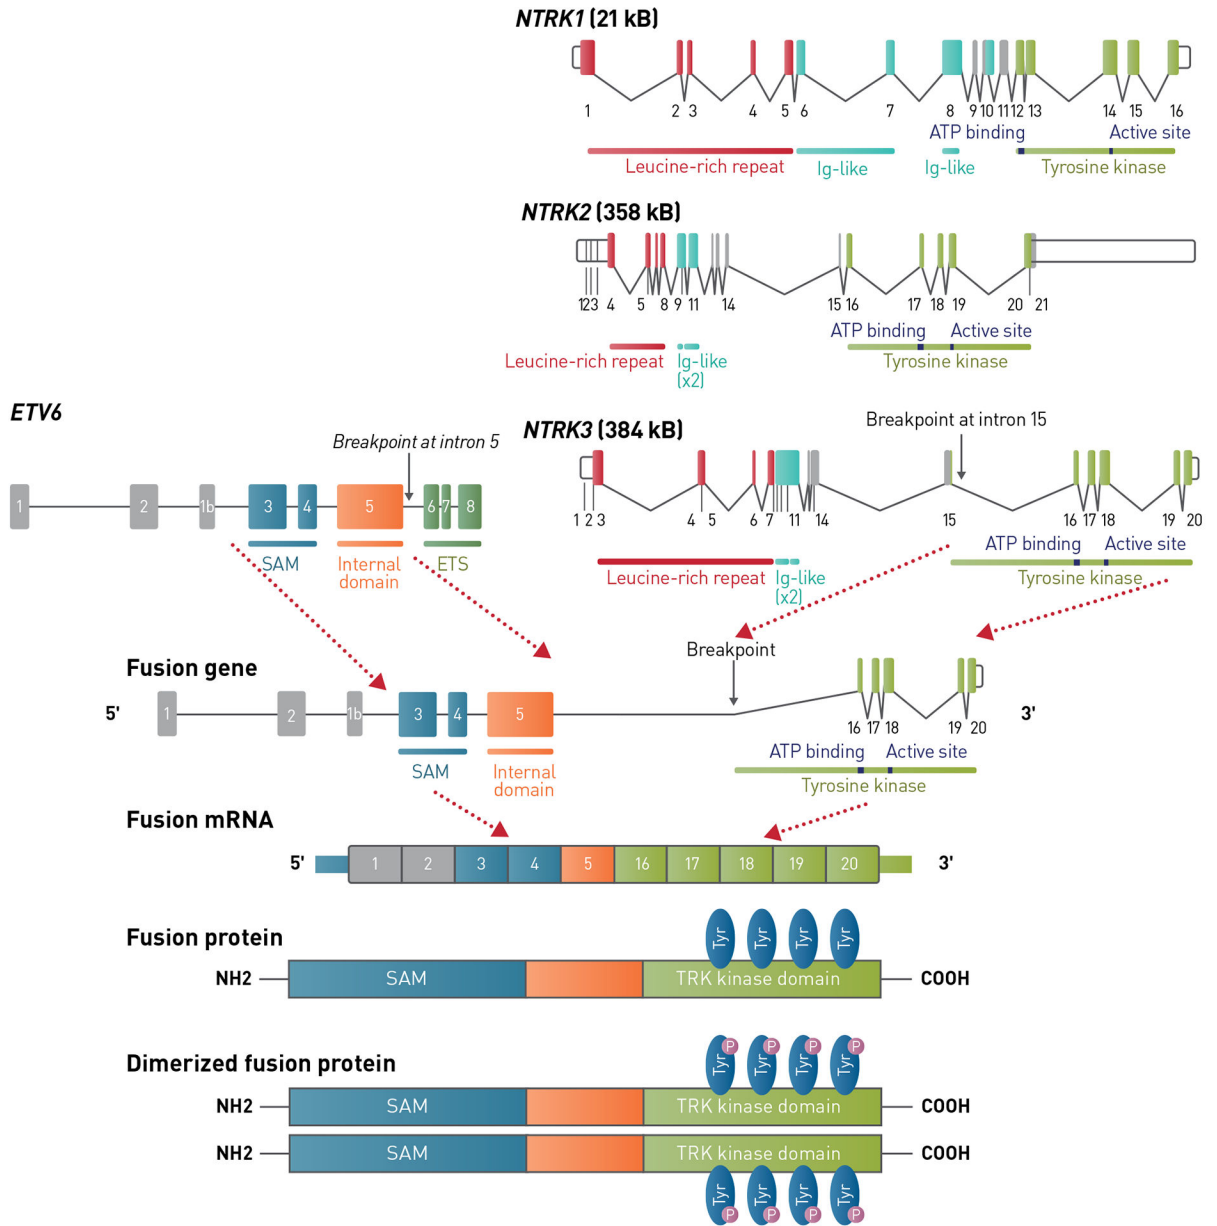 NTRK1 (21 kB)
1 2 3 4 5 6 7 8 9 10 11 12 13 14 15 16
ATP binding Active site
Leucine-rich repeat Ig-like Ig-like Tyrosine kinase
NTRK2 (358 kB)
1 2 3 4 5 8 9 11 14 15 16 17 18 19 20 21
ATP binding Active site
Leucine-rich repeat Ig-like Tyrosine kinase
(x2)
ETV6
Breakpoint at intron 5
1 2 1b 3 4 5 6 7 8
SAM Internal ETS
domain
NTRK3 (384 kB)
Breakpoint at intron 15
1 2 3 4 5 6 7 11 14 15 16 17 18 19 20
ATP binding Active site
Leucine-rich repeat Ig-like Tyrosine kinase
(x2)
Fusion gene
Breakpoint
5' 1 2 1b 3 4 5 16 17 18 19 20 3'
ATP binding Active site
SAM Internal Tyrosine kinase
domain
Fusion mRNA
5' 1 2 3 4 5 16 17 18 19 20 3'
Fusion protein
Tyr Tyr Tyr Tyr
NH2 SAM TRK kinase domain COOH
Dimerized fusion protein
Tyr P Tyr P Tyr P Tyr P
NH2 SAM TRK kinase domain COOH
NH2 SAM TRK kinase domain COOH
Tyr P Tyr P Tyr P Tyr P